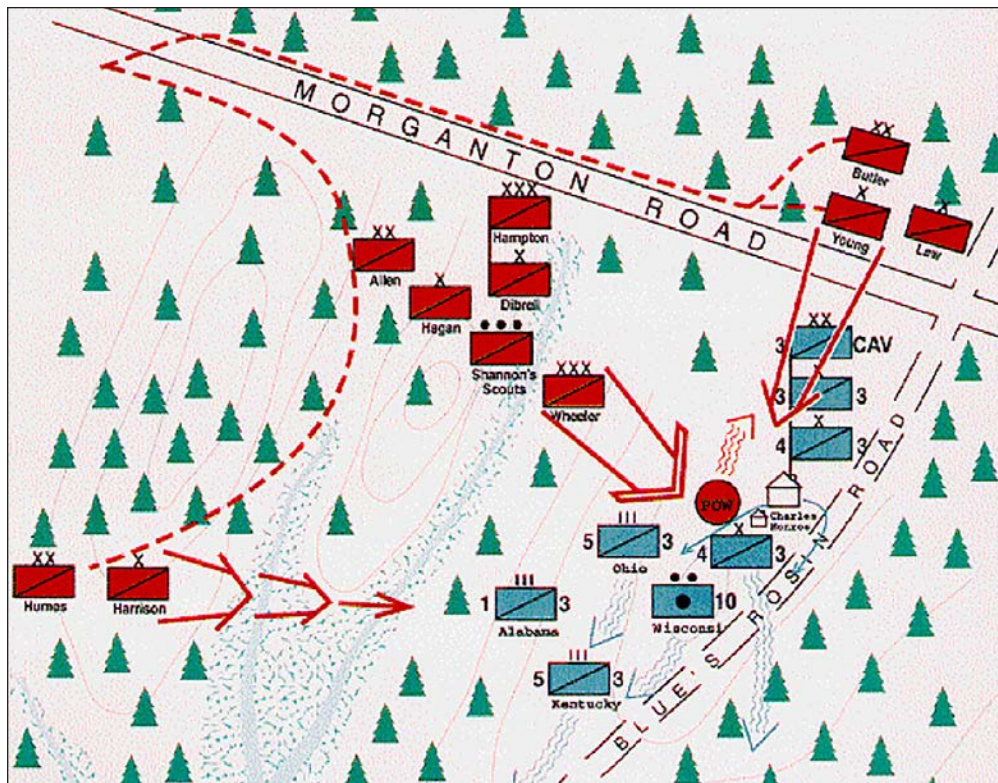 MORGANTON ROAD
XX
Butler
X
Young
X
Law
XXX
Hampton
XX
Allen
X
Dibrell
X
Hagan
Shannon's
Scouts
XXX
Wheeler
XX
3 CAV
3 3
X
4 3
POW
Charles
Monroe
III
5 3
Ohio
X
4 3
XX
Humes
X
Harrison
III
1 3
Alabama
10
Wisconsi
III
5 3
Kentucky
BLUE'S ROSIN ROAD